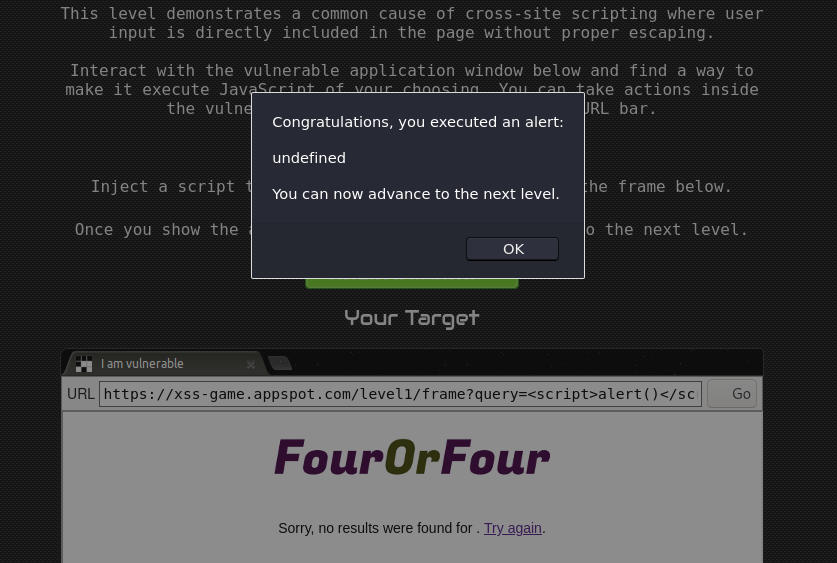 This level demonstrates a common cause of cross-site scripting where user
input is directly included in the page without proper escaping.
Interact with the vulnerable application window below and find a way to
make it execute JavaScript of your choosing. You can take actions inside
the URL bar.
Inject a script the frame below.
Once you show the to the next level.
Congratulations, you executed an alert:
undefined
You can now advance to the next level.
OK
Your Target
I am vulnerable
URL https://xss-game.appspot.com/level1/frame?query=<script>alert()</sc Go
FourOrFour
Sorry, no results were found for . Try again.